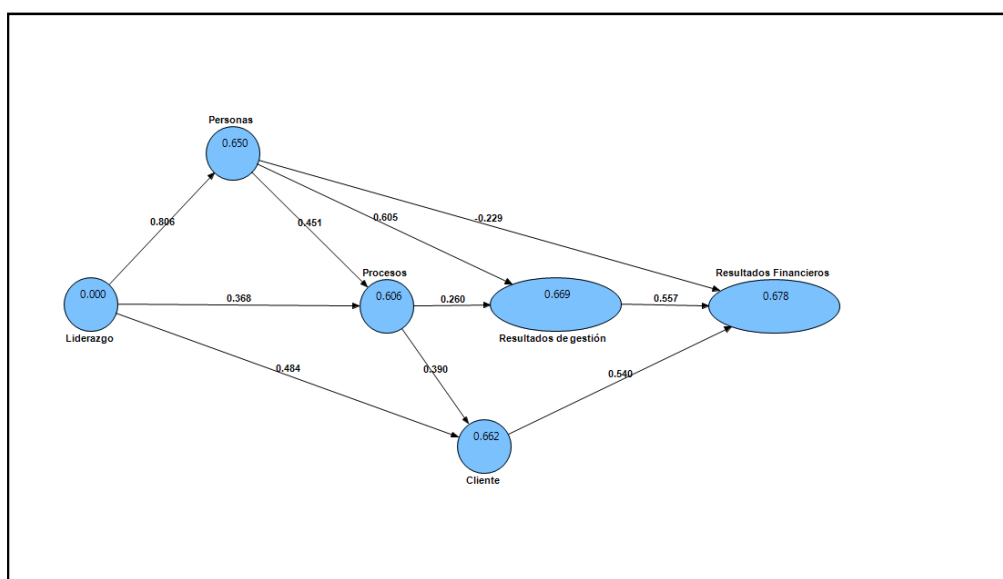 Personas
0.650
0.806
0.451
0.605
-0.229
Procesos
Resultados Financieros
0.000
0.368
0.606
0.260
0.669
0.557
0.678
Liderazgo
Resultados de gestión
0.484
0.390
0.540
0.662
Cliente